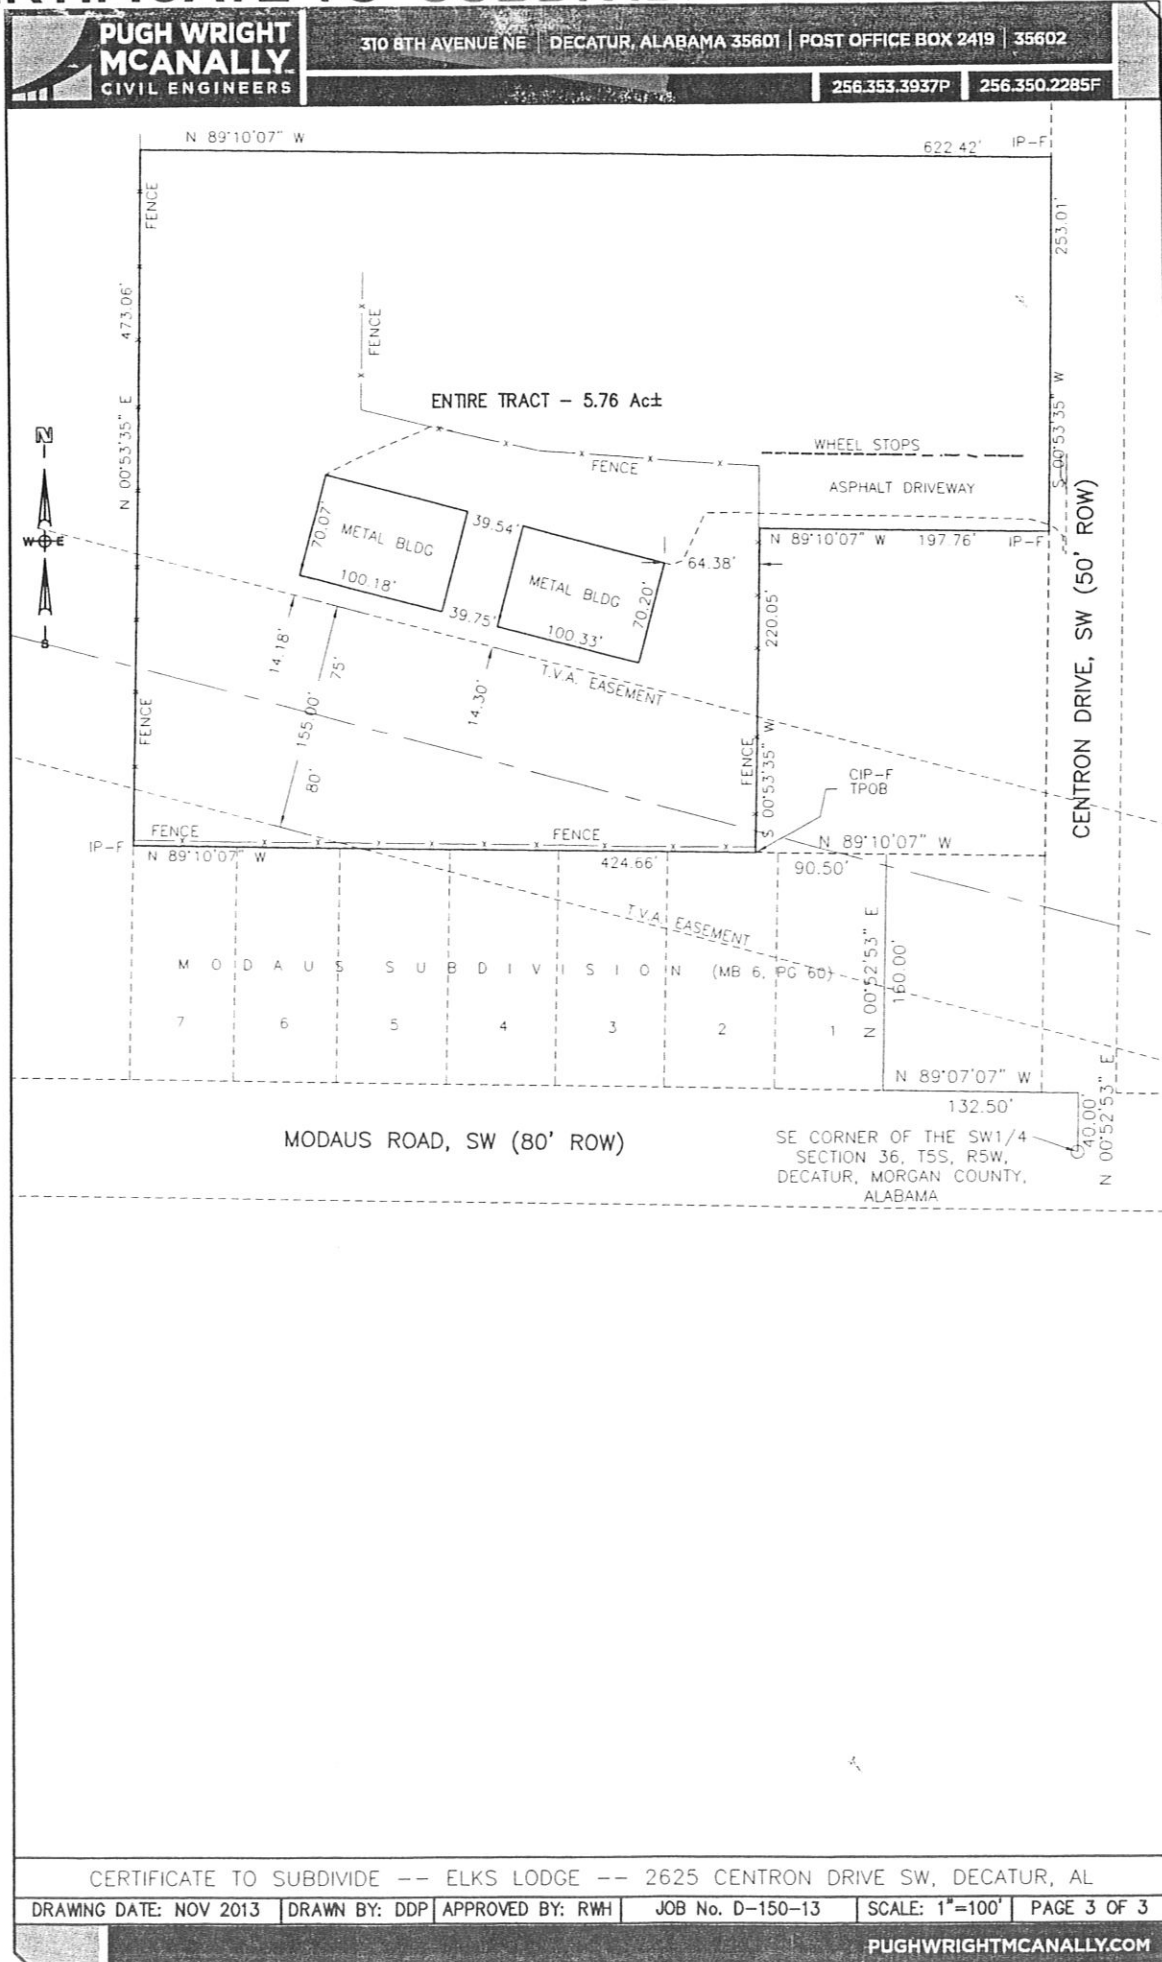 PUGH WRIGHT
MCANALLY
CIVIL ENGINEERS
310 8TH AVENUE NE | DECATUR, ALABAMA 35601 | POST OFFICE BOX 2419 | 35602
256.353.3937P | 256.350.2285F
N 89°10'07" W
622.42'
IP-F
FENCE
253.01'
473.06'
FENCE
N 00°53'35" E
S 00°53'35" W
ENTIRE TRACT - 5.76 Ac±
N
W E
S
FENCE
WHEEL STOPS
ASPHALT DRIVEWAY
70.07'
METAL BLDG
100.18'
39.54'
39.75'
METAL BLDG
100.33'
70.20'
64.38'
N 89°10'07" W 197.76' IP-F
220.05'
CENTRON DRIVE, SW (50' ROW)
14.18'
75'
155.00'
80'
14.30'
T.V.A. EASEMENT
FENCE
FENCE
S 00°53'35" W
CIP-F
TPOB
IP-F
FENCE
FENCE
N 89°10'07" W
424.66'
N 89°10'07" W
90.50'
T.V.A. EASEMENT
N 00°52'53" E
160.00'
MODAUS SUBDIVISION (MB 6, PG 60)
7 6 5 4 3 2 1
N 89°07'07" W
132.50'
40.00'
N 00°52'53" E
MODAUS ROAD, SW (80' ROW)
SE CORNER OF THE SW1/4
SECTION 36, T5S, R5W,
DECATUR, MORGAN COUNTY,
ALABAMA
CERTIFICATE TO SUBDIVIDE -- ELKS LODGE -- 2625 CENTRON DRIVE SW, DECATUR, AL
DRAWING DATE: NOV 2013 | DRAWN BY: DDP | APPROVED BY: RWH | JOB No. D-150-13 | SCALE: 1"=100' | PAGE 3 OF 3
PUGHWRIGHTMCANALLY.COM